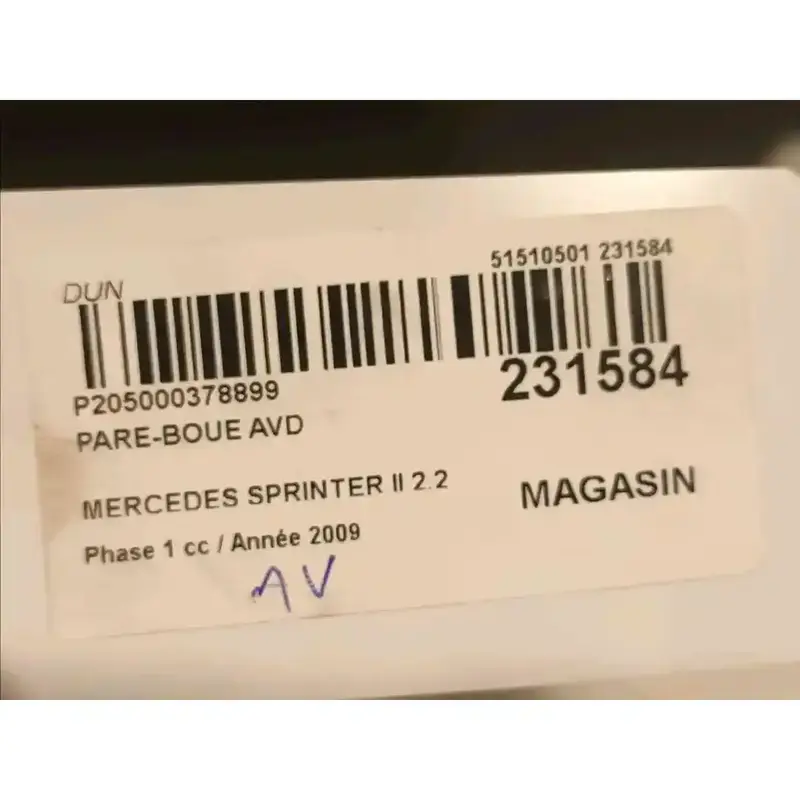 DUN
51510501 231584
P205000378899
231584
PARE-BOUE AVD
MERCEDES SPRINTER II 2.2
MAGASIN
Phase 1 cc / Année 2009
AV